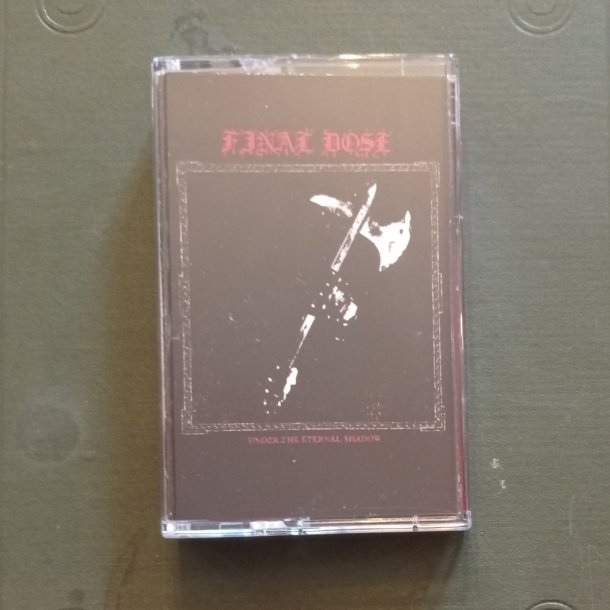 FINAL DOSE
UNDER THE ETERNAL SHADOW